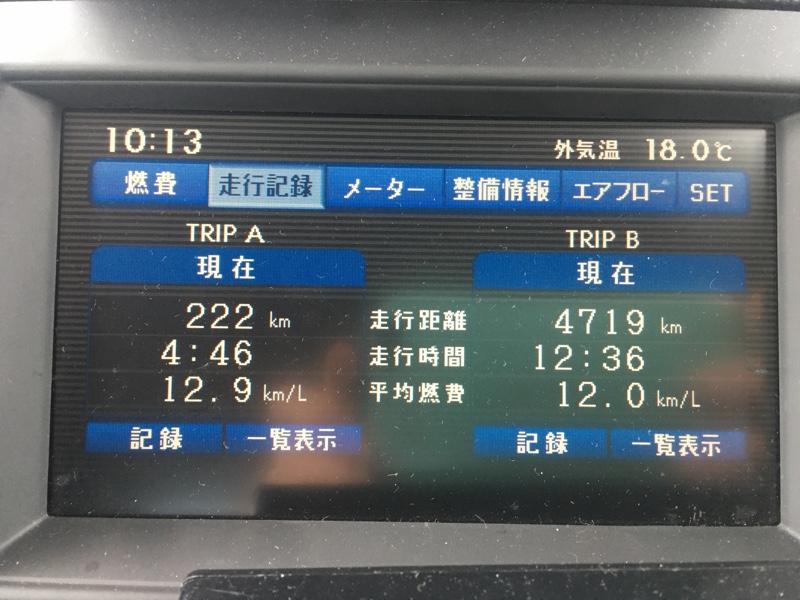 10:13
外気温 18.0℃
燃費 走行記録 メーター 整備情報 エアフロー SET
TRIP A TRIP B
現在 現在
222 km 走行距離 4719 km
4:46 走行時間 12:36
12.9 km/L 平均燃費 12.0 km/L
記録 一覧表示 記録 一覧表示